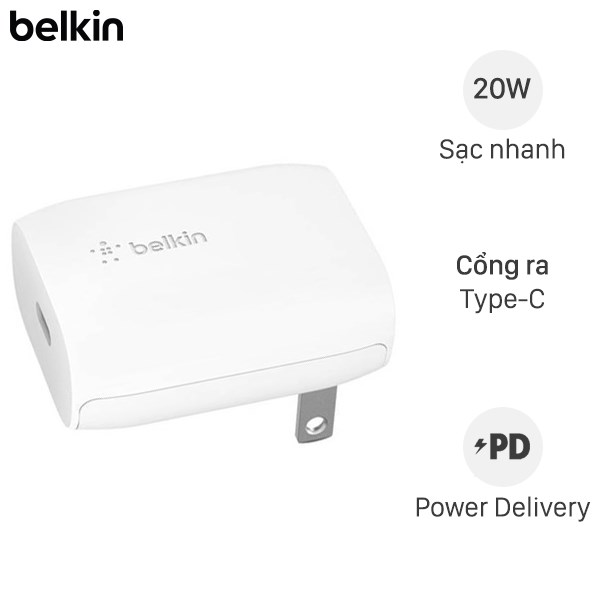 belkin
belkin
20W
Sạc nhanh
Cổng ra
Type-C
PD
Power Delivery